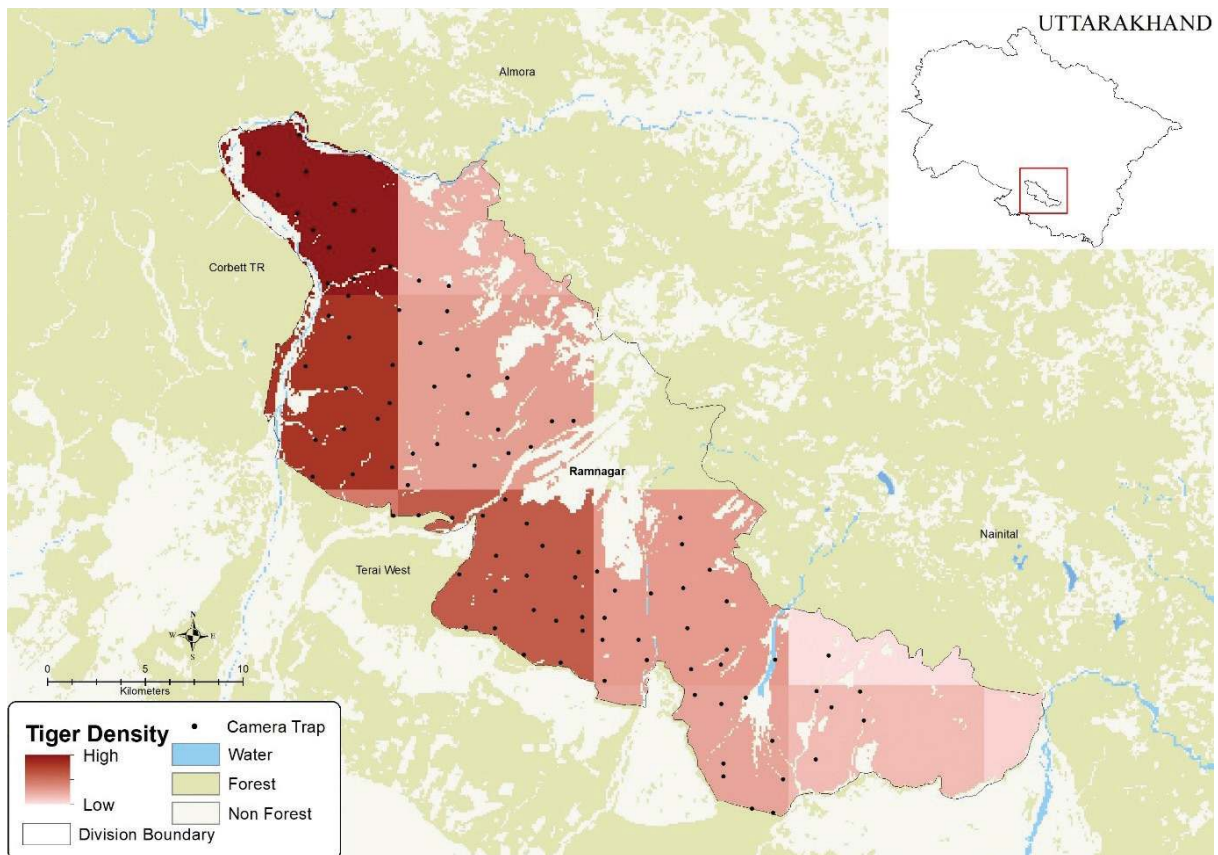 UTTARAKHAND
Almora
Corbett TR
Ramnagar
Nainital
Terai West
N
W E
S
0 5 10
Kilometers
Tiger Density
High
Low
Division Boundary
Camera Trap
Water
Forest
Non Forest